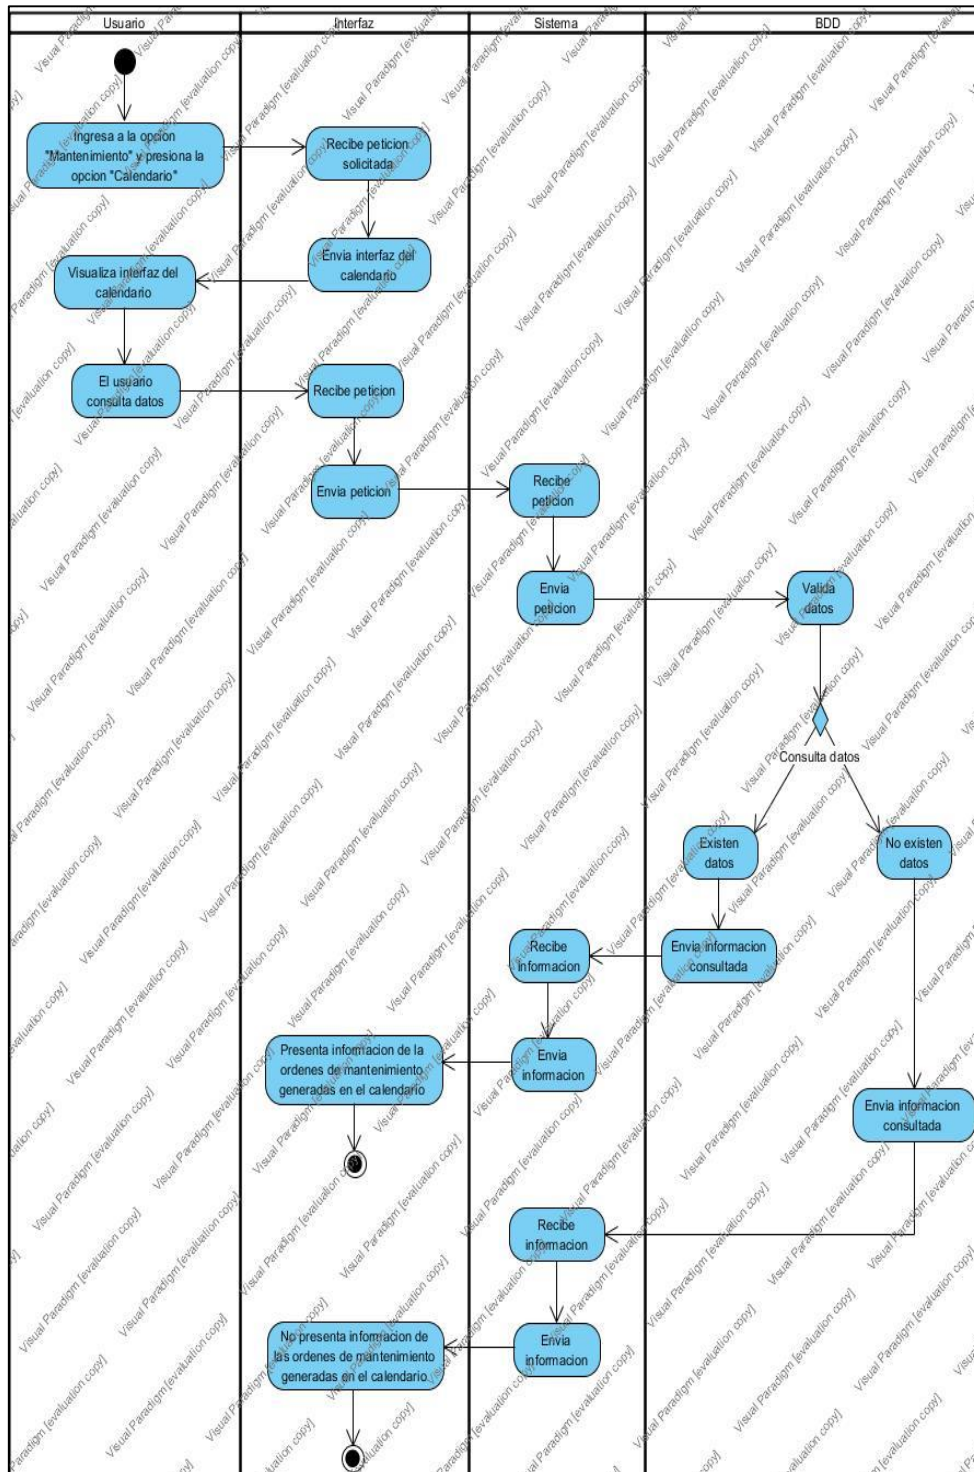 Usuario
Interfaz
Sistema
BDD
Ingresa a la opcion
"Mantenimiento" y presiona la
opcion "Calendario"
Recibe peticion
solicitada
Envia interfaz del
calendario
Visualiza interfaz del
calendario
El usuario
consulta datos
Recibe peticion
Envia peticion
Recibe
peticion
Envia
peticion
Valida
datos
Consulta datos
Existen
datos
No existen
datos
Envia informacion
consultada
Recibe
informacion
Envia
informacion
Presenta informacion de la
ordenes de mantenimiento
generadas en el calendario
Envia informacion
consultada
Recibe
informacion
Envia
informacion
No presenta informacion de
las ordenes de mantenimiento
generadas en el calendario
Visual Paradigm [evaluation copy]